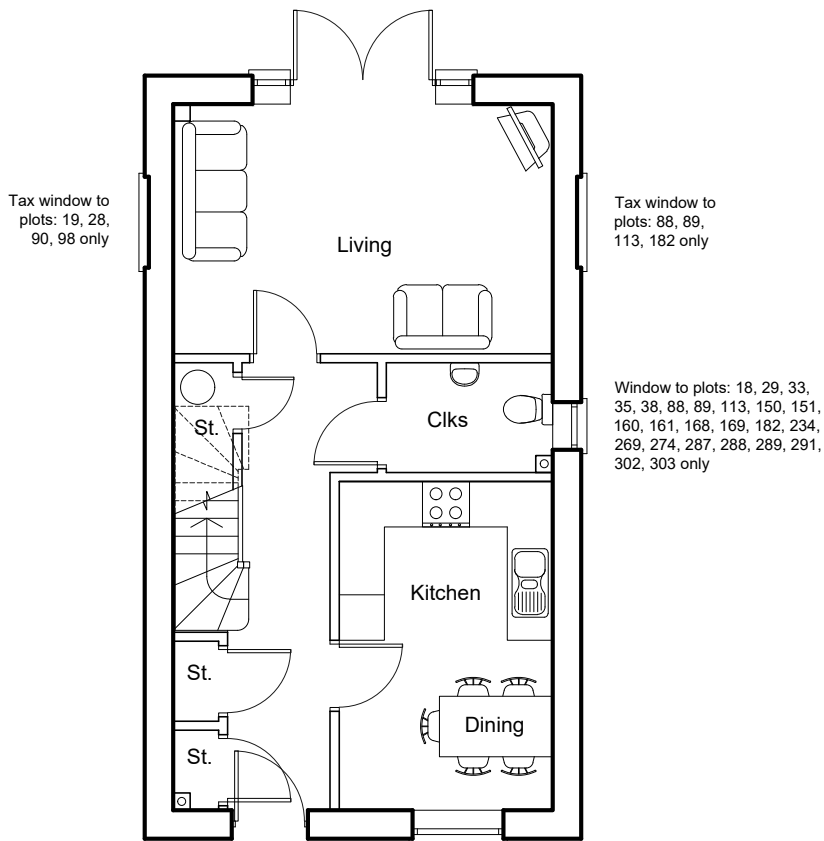 Tax window to
plots: 19, 28,
90, 98 only
Living
Tax window to
plots: 88, 89,
113, 182 only
St.
Clks
Window to plots: 18, 29, 33,
35, 38, 88, 89, 113, 150, 151,
160, 161, 168, 169, 182, 234,
269, 274, 287, 288, 289, 291,
302, 303 only
Kitchen
St.
Dining
St.